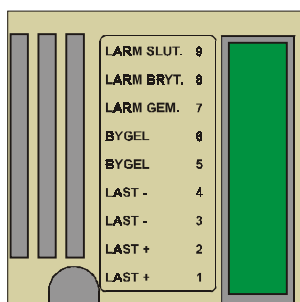 LARM SLUT. 9
LARM BRYT. 8
LARM GEM. 7
BYGEL 6
BYGEL 5
LAST - 4
LAST - 3
LAST + 2
LAST + 1